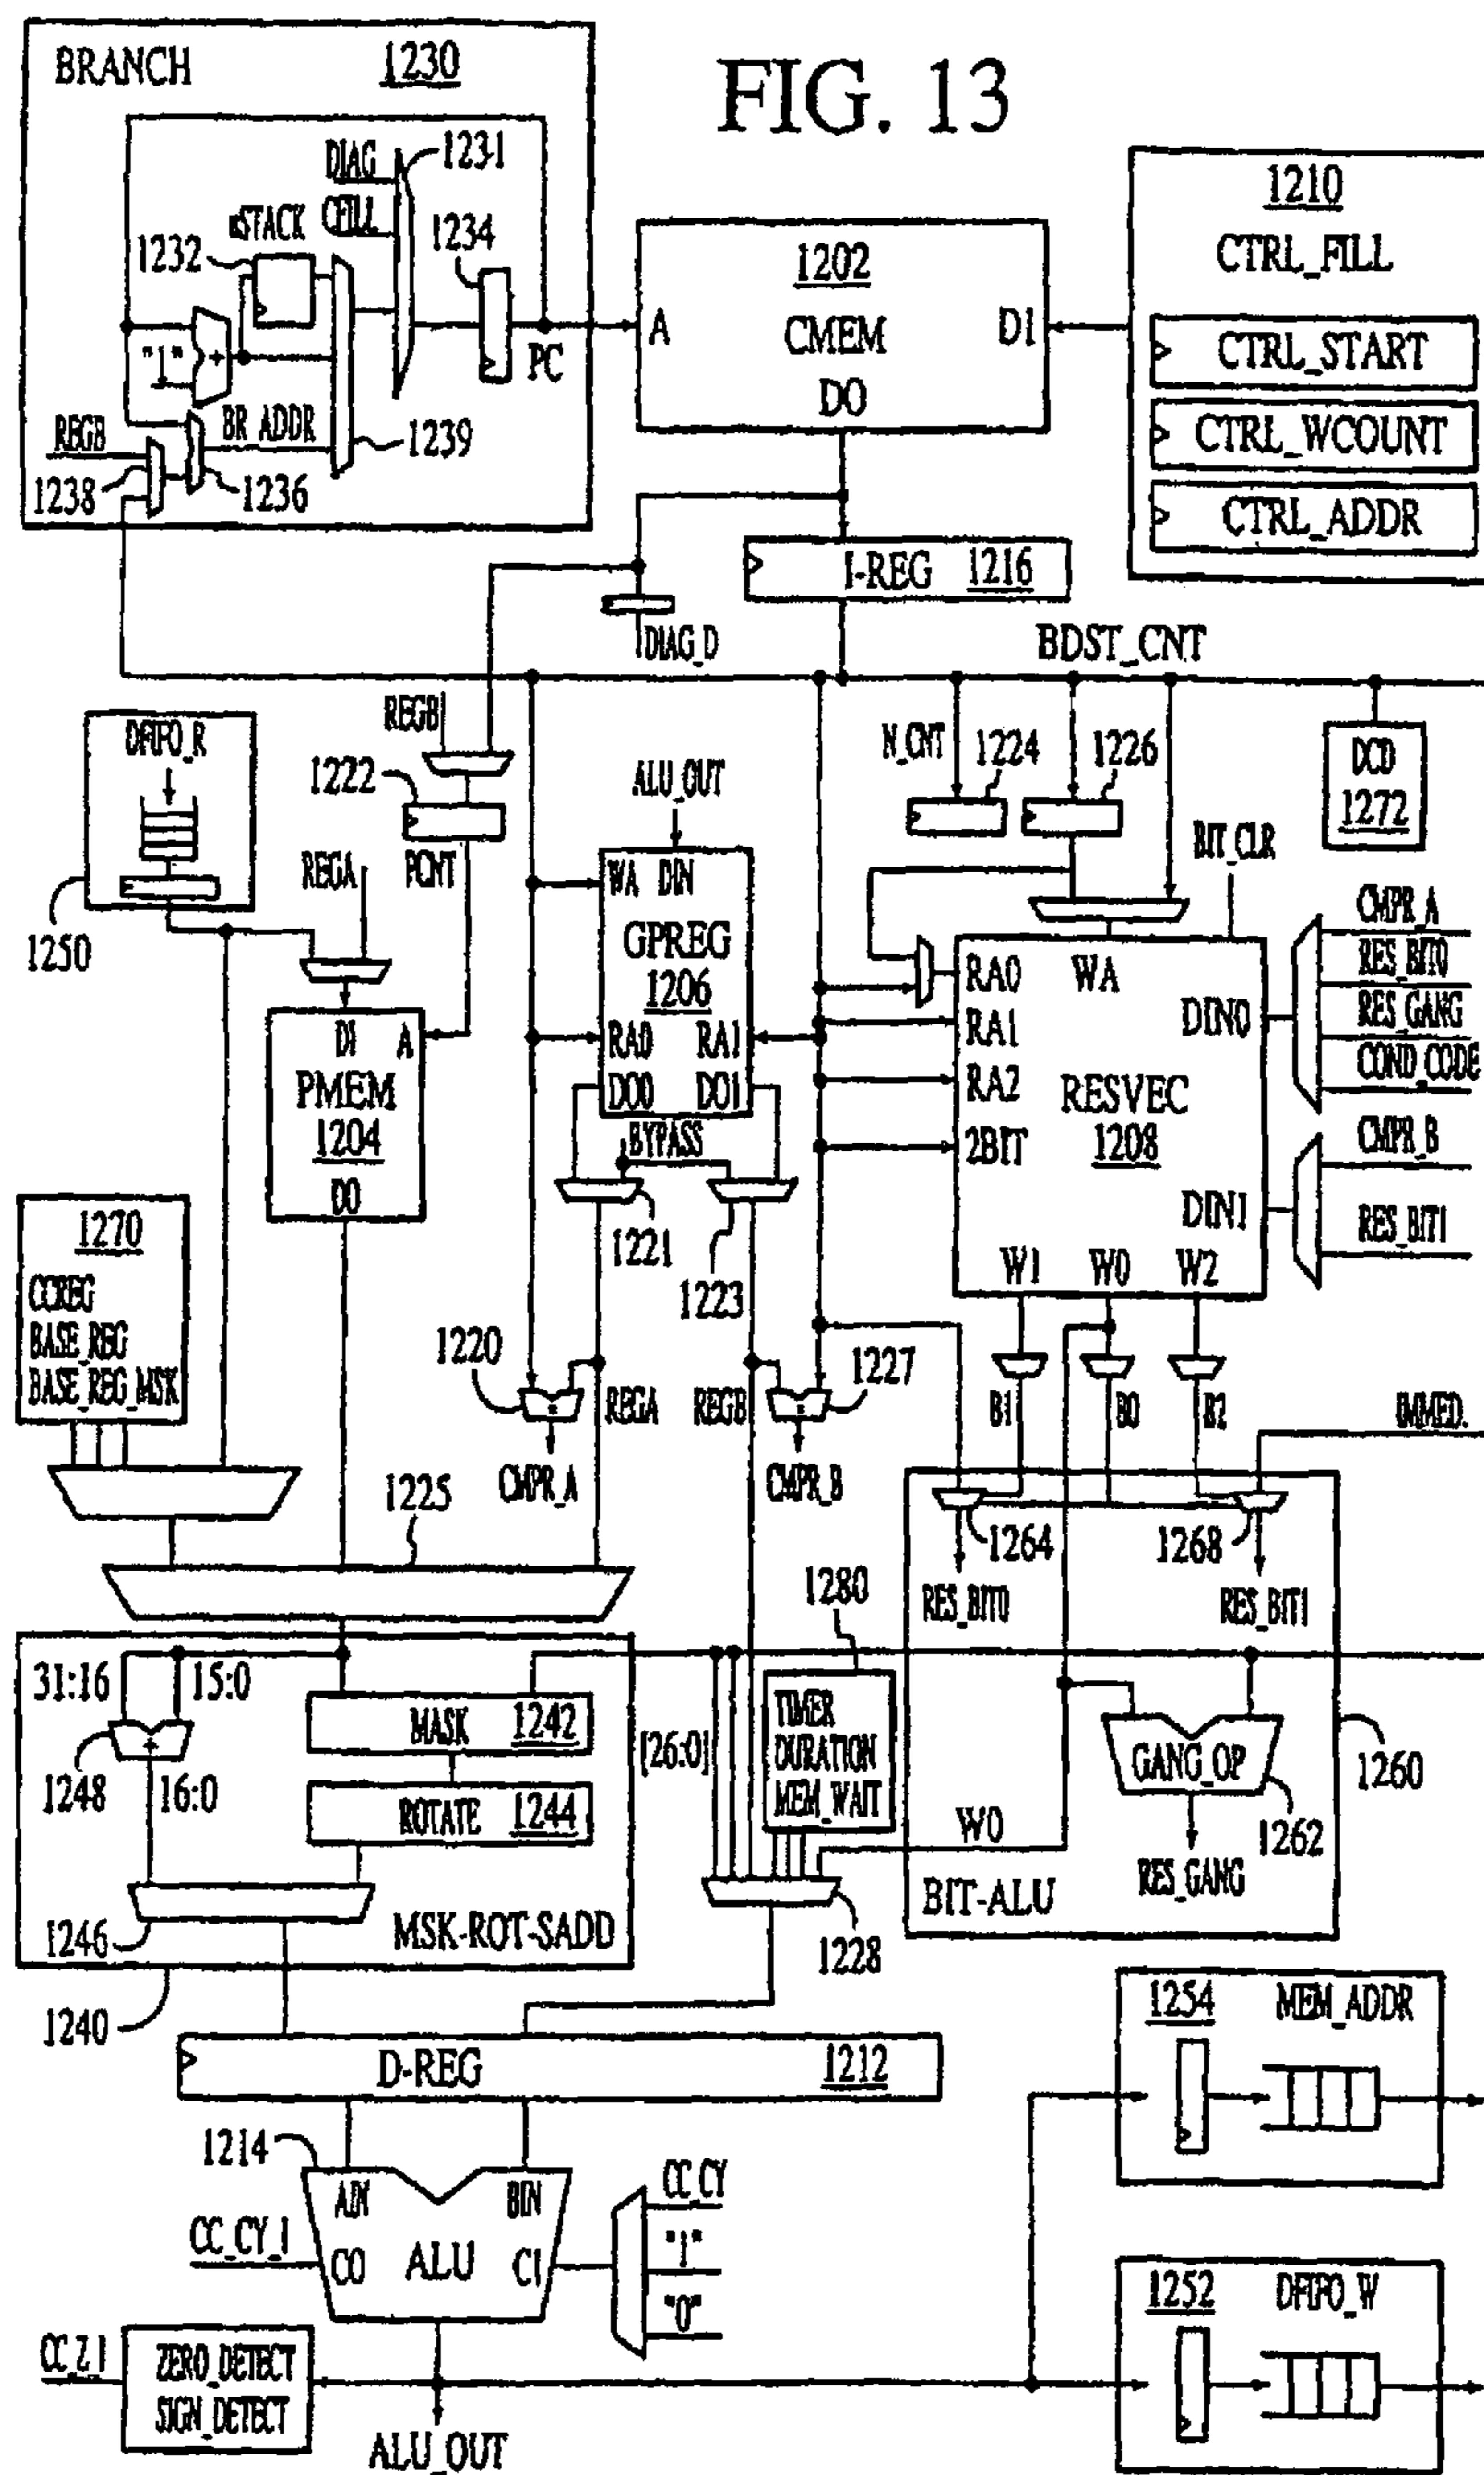 FIG. 13
BRANCH 1230
DIAG
CFILL
1231
uSTACK
1232
1234
"1"
+
PC
REGB
BR_ADDR
1239
1238
1236
1202
CMEM
A
DI
DO
1210
CTRL_FILL
CTRL_START
CTRL_WCOUNT
CTRL_ADDR
I-REG 1216
DIAG_D
BDST_CNT
DFIFO_R
1250
REGB
1222
PCNT
REGA
ALU_OUT
N_CNT
1224
1226
DCD
1272
BIT_CLR
WA DIN
GPREG
1206
RA0 RA1
DO0 DO1
BYPASS
DI A
PMEM
1204
DO
RA0 WA
RA1
RA2
2BIT
RESVEC
1208
DIN0
DIN1
W1 W0 W2
CMPR_A
RES_BIT0
RES_GANG
COND_CODE
CMPR_B
RES_BIT1
1270
CCREG
BASE_REG
BASE_REG_MSK
1221
1223
1220
REGA
REGB
1227
CMPR_A
CMPR_B
B1 B0 B2
IMMED.
1225
1264
1268
RES_BIT0
RES_BIT1
1280
TIMER
DURATION
MEM_WAIT
31:16 15:0
MASK 1242
ROTATE 1244
+
1248
16:0
[26:0]
W0
GANG_OP
1260
1262
RES_GANG
BIT-ALU
1246
MSK-ROT-SADD
1228
1240
D-REG 1212
1254 MEM_ADDR
1214
AIN BIN
CC_CY_I
CO ALU CI
CC_CY
"1"
"0"
1252 DFIFO_W
CC_Z_I
ZERO_DETECT
SIGN_DETECT
ALU_OUT